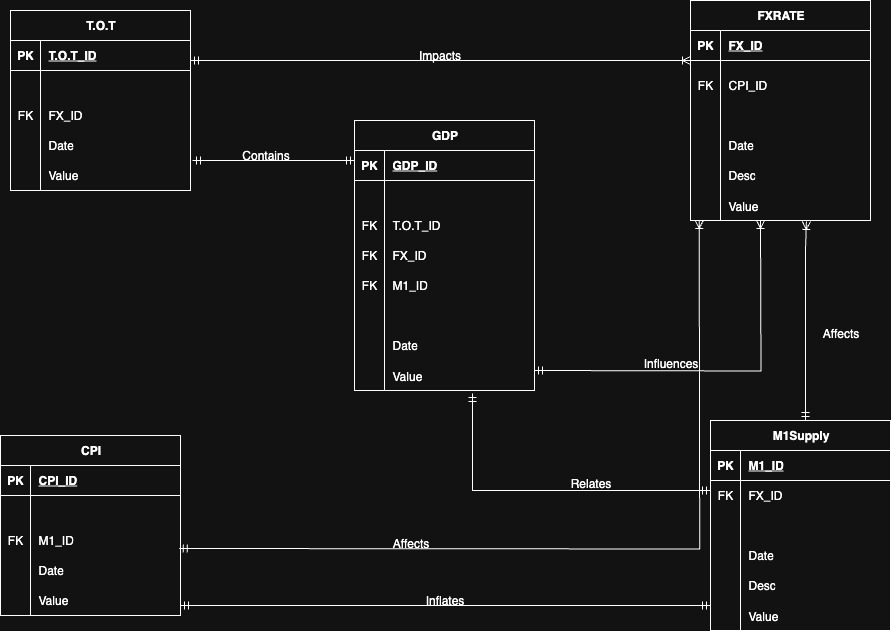 T.O.T
PK T.O.T_ID
FK FX_ID
Date
Value
Impacts
FXRATE
PK FX_ID
FK CPI_ID
Date
Desc
Value
Contains
GDP
PK GDP_ID
FK T.O.T_ID
FK FX_ID
FK M1_ID
Date
Value
Influences
Affects
CPI
PK CPI_ID
FK M1_ID
Date
Value
Relates
Affects
Inflates
M1Supply
PK M1_ID
FK FX_ID
Date
Desc
Value